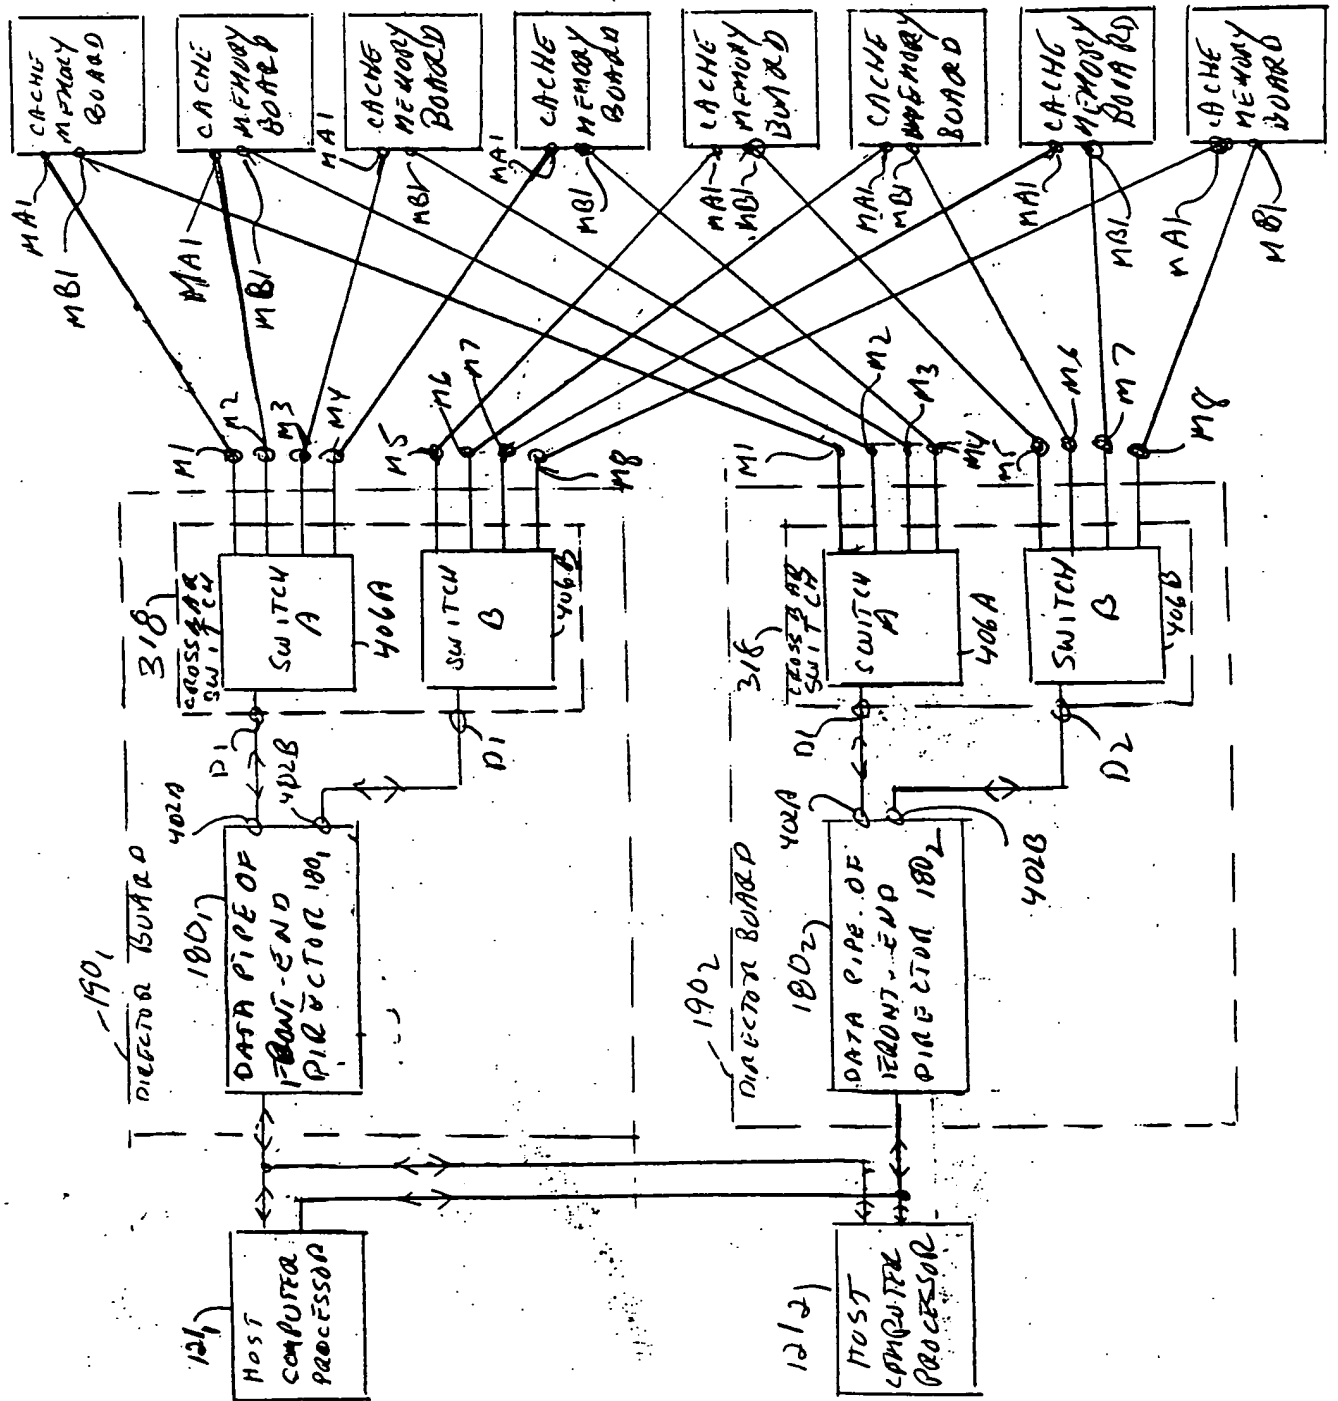 CACHE
MEMORY
BOARD
CACHE
MEMORY
BOARD
CACHE
MEMORY
BOARD
CACHE
MEMORY
BOARD
CACHE
MEMORY
BOARD
CACHE
MEMORY
BOARD
CACHE
MEMORY
BOARD
CACHE
MEMORY
BOARD
MA1
MB1
MA1
MB1
MA1
MB1
MA1
MB1
MA1
MB1
MA1
MB1
MA1
MB1
MA1
MB1
M1
M2
M3
M4
M5
M6
M7
M8
M1
M2
M3
M4
M5
M6
M7
M8
318
CROSSBAR
SWITCH
SWITCH
A
406A
SWITCH
B
406B
318
CROSSBAR
SWITCH
SWITCH
A
406A
SWITCH
B
406B
D1
D1
D1
D2
402A
402B
402A
402B
190₁
DIRECTOR BOARD
180₁
DATA PIPE OF
FRONT-END
DIRECTOR 180₁
190₂
DIRECTOR BOARD
180₂
DATA PIPE OF
FRONT-END
DIRECTOR 180₂
121₁
HOST
COMPUTER
PROCESSOR
121₂
HOST
COMPUTER
PROCESSOR